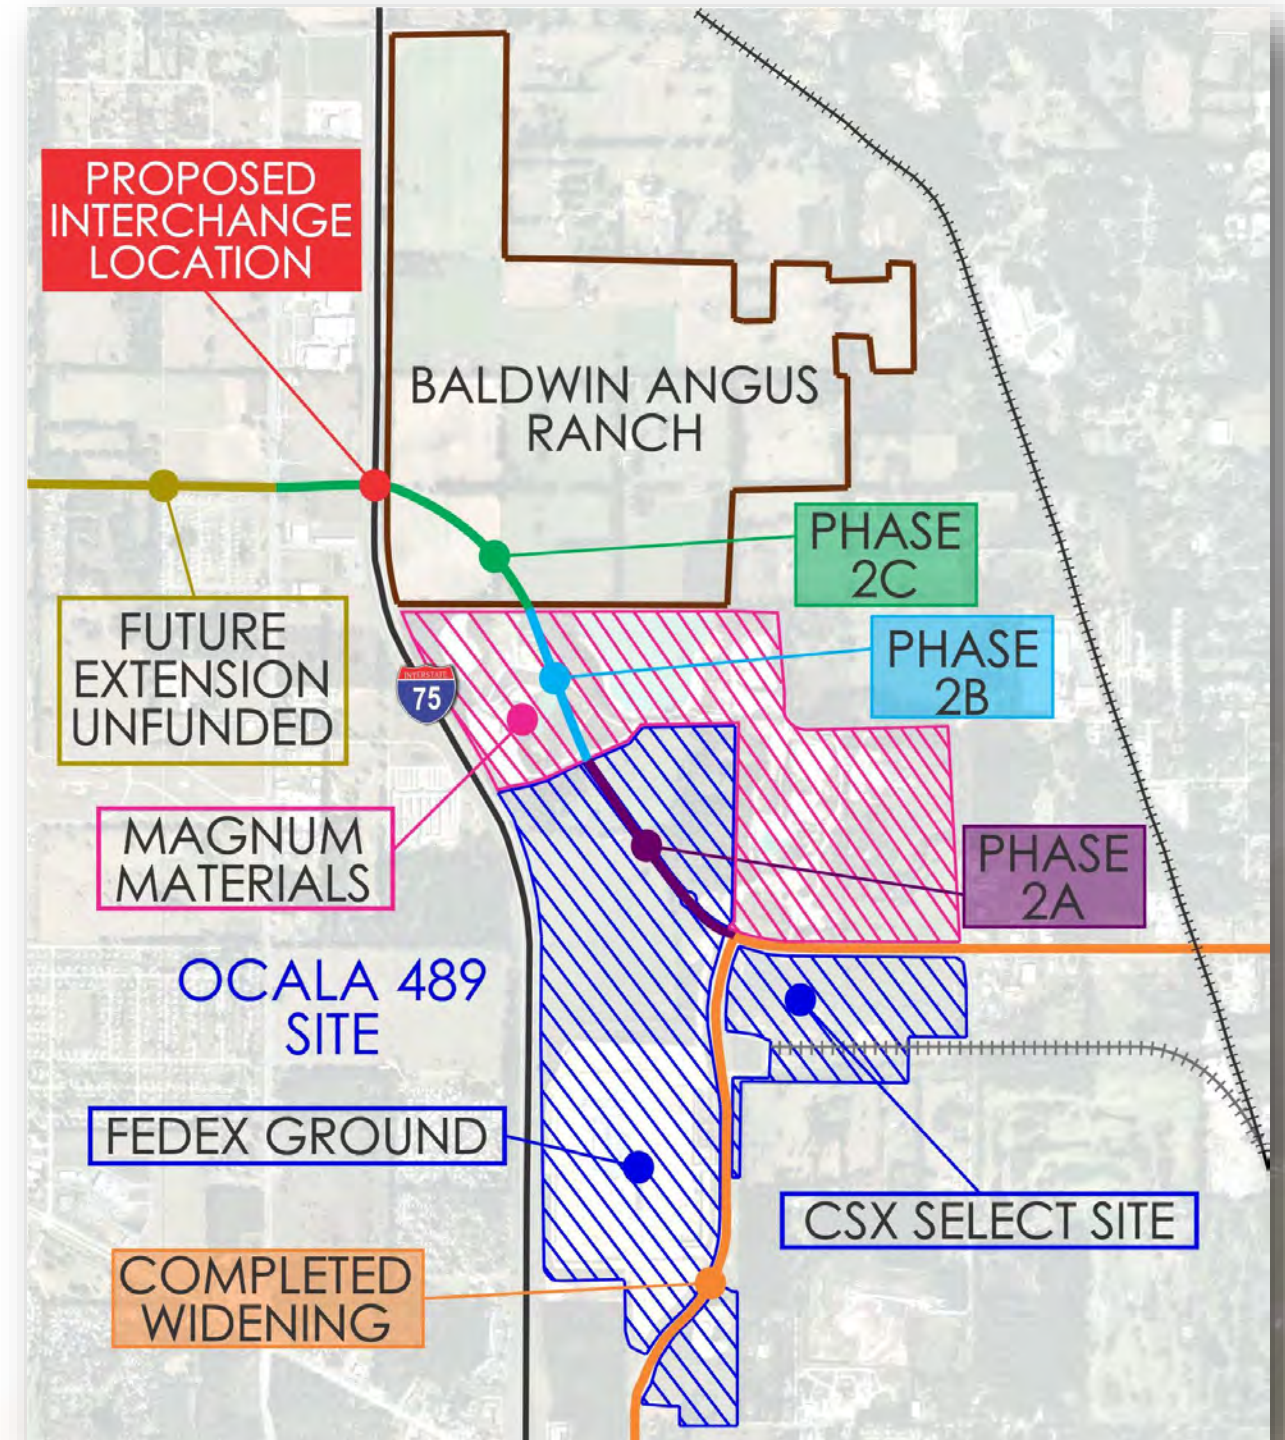 PROPOSED
INTERCHANGE
LOCATION
BALDWIN ANGUS
RANCH
PHASE
2C
FUTURE
EXTENSION
UNFUNDED
PHASE
2B
INTERSTATE
75
MAGNUM
MATERIALS
PHASE
2A
OCALA 489
SITE
FEDEX GROUND
CSX SELECT SITE
COMPLETED
WIDENING